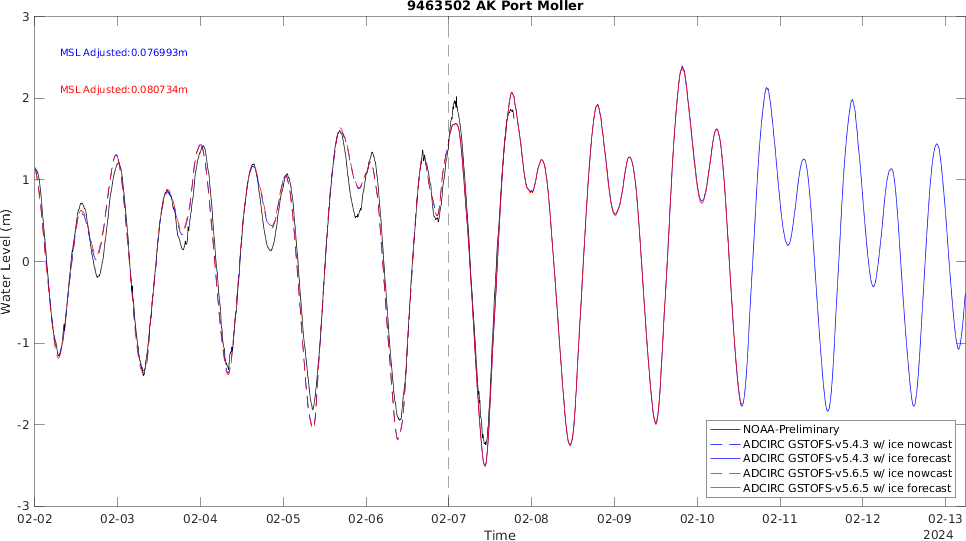 9463502 AK Port Moller
MSL Adjusted:0.076993m
MSL Adjusted:0.080734m
Water Level (m)
3
2
1
0
-1
-2
-3
NOAA-Preliminary
ADCIRC GSTOFS-v5.4.3 w/ ice nowcast
ADCIRC GSTOFS-v5.4.3 w/ ice forecast
ADCIRC GSTOFS-v5.6.5 w/ ice nowcast
ADCIRC GSTOFS-v5.6.5 w/ ice forecast
02-02 02-03 02-04 02-05 02-06 02-07 02-08 02-09 02-10 02-11 02-12 02-13
Time
2024